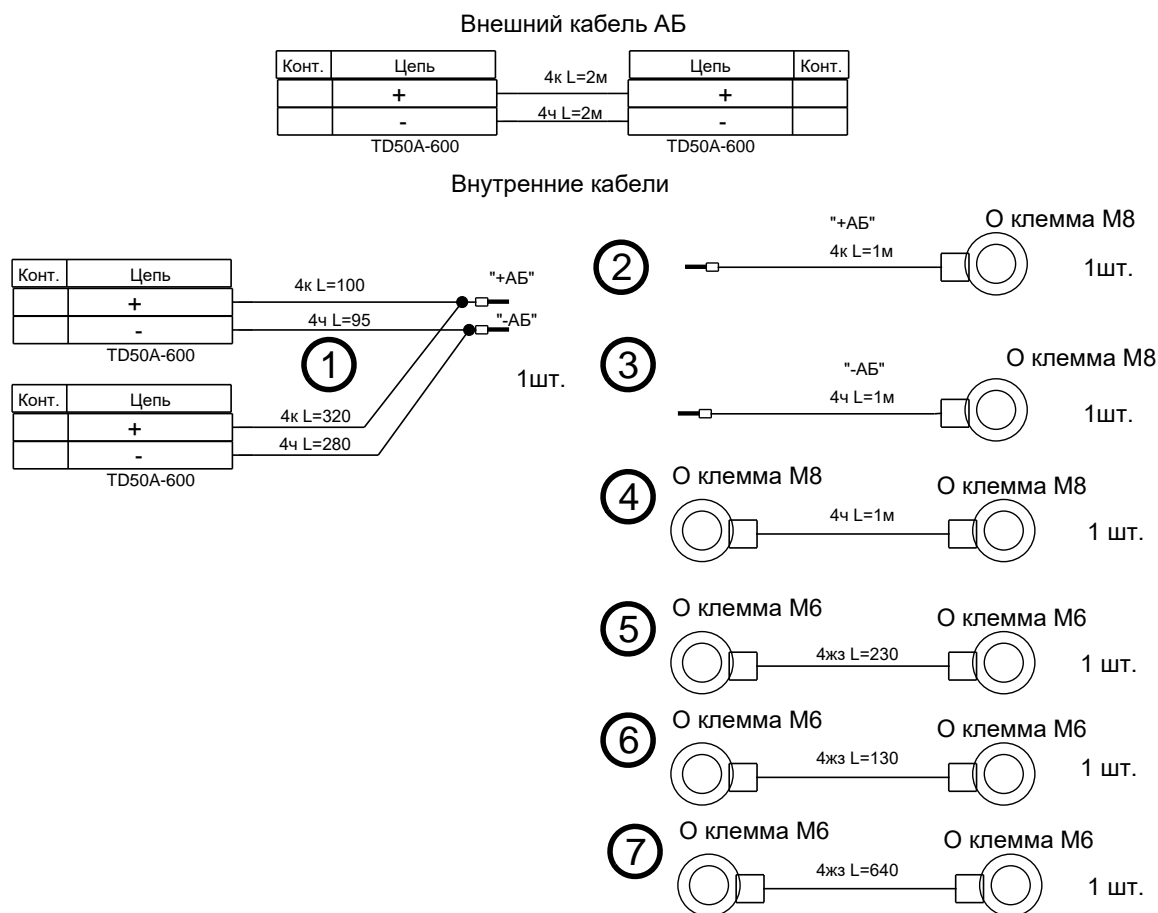 Внешний кабель АБ
Конт. Цепь 4к L=2м Цепь Конт.
+ +
- 4ч L=2м -
TD50A-600 TD50A-600
Внутренние кабели
Конт. Цепь
+ 4к L=100 "+АБ"
- 4ч L=95 "-АБ"
TD50A-600
1 1шт.
Конт. Цепь
+ 4к L=320
- 4ч L=280
TD50A-600
2 "+АБ" О клемма М8
4к L=1м 1шт.
3 "-АБ" О клемма М8
4ч L=1м 1шт.
4 О клемма М8 О клемма М8
4ч L=1м 1 шт.
5 О клемма М6 О клемма М6
4жз L=230 1 шт.
6 О клемма М6 О клемма М6
4жз L=130 1 шт.
7 О клемма М6 О клемма М6
4жз L=640 1 шт.